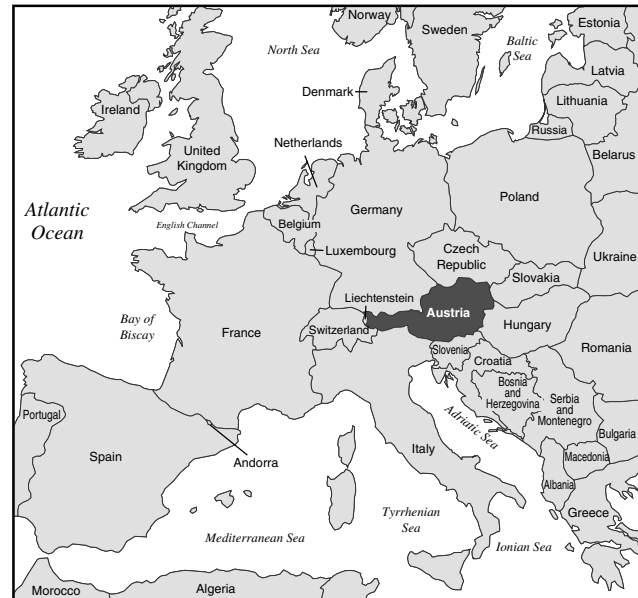 Norway
Sweden
Estonia
North Sea
Baltic
Sea
Latvia
Denmark
Lithuania
Ireland
Russia
Netherlands
United
Kingdom
Belarus
Poland
Atlantic
Ocean
Germany
English Channel
Belgium
Luxembourg
Czech
Republic
Ukraine
Slovakia
Liechtenstein
Austria
Bay of
Biscay
France
Switzerland
Hungary
Romania
Slovenia
Croatia
Bosnia
and
Herzegovina
Serbia
and
Montenegro
Portugal
Adriatic Sea
Bulgaria
Spain
Andorra
Italy
Macedonia
Albania
Tyrrhenian
Sea
Greece
Mediterranean Sea
Ionian Sea
Morocco
Algeria